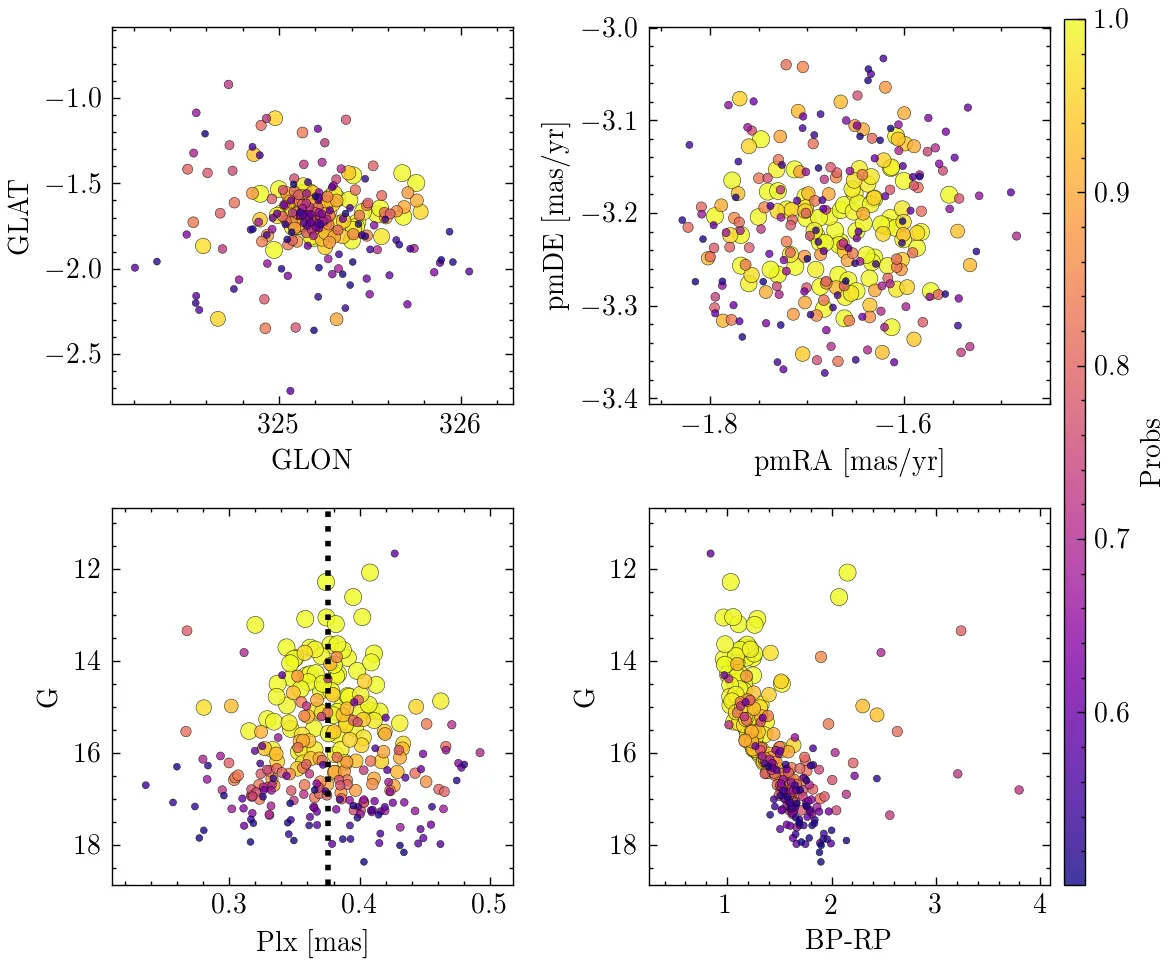 −1.0
−1.5
−2.0
−2.5
GLAT
325 326
GLON
−3.0
−3.1
−3.2
−3.3
−3.4
pmDE [mas/yr]
−1.8 −1.6
pmRA [mas/yr]
12
14
16
18
G
0.3 0.4 0.5
Plx [mas]
12
14
16
18
G
1 2 3 4
BP-RP
1.0
0.9
0.8
0.7
0.6
Probs